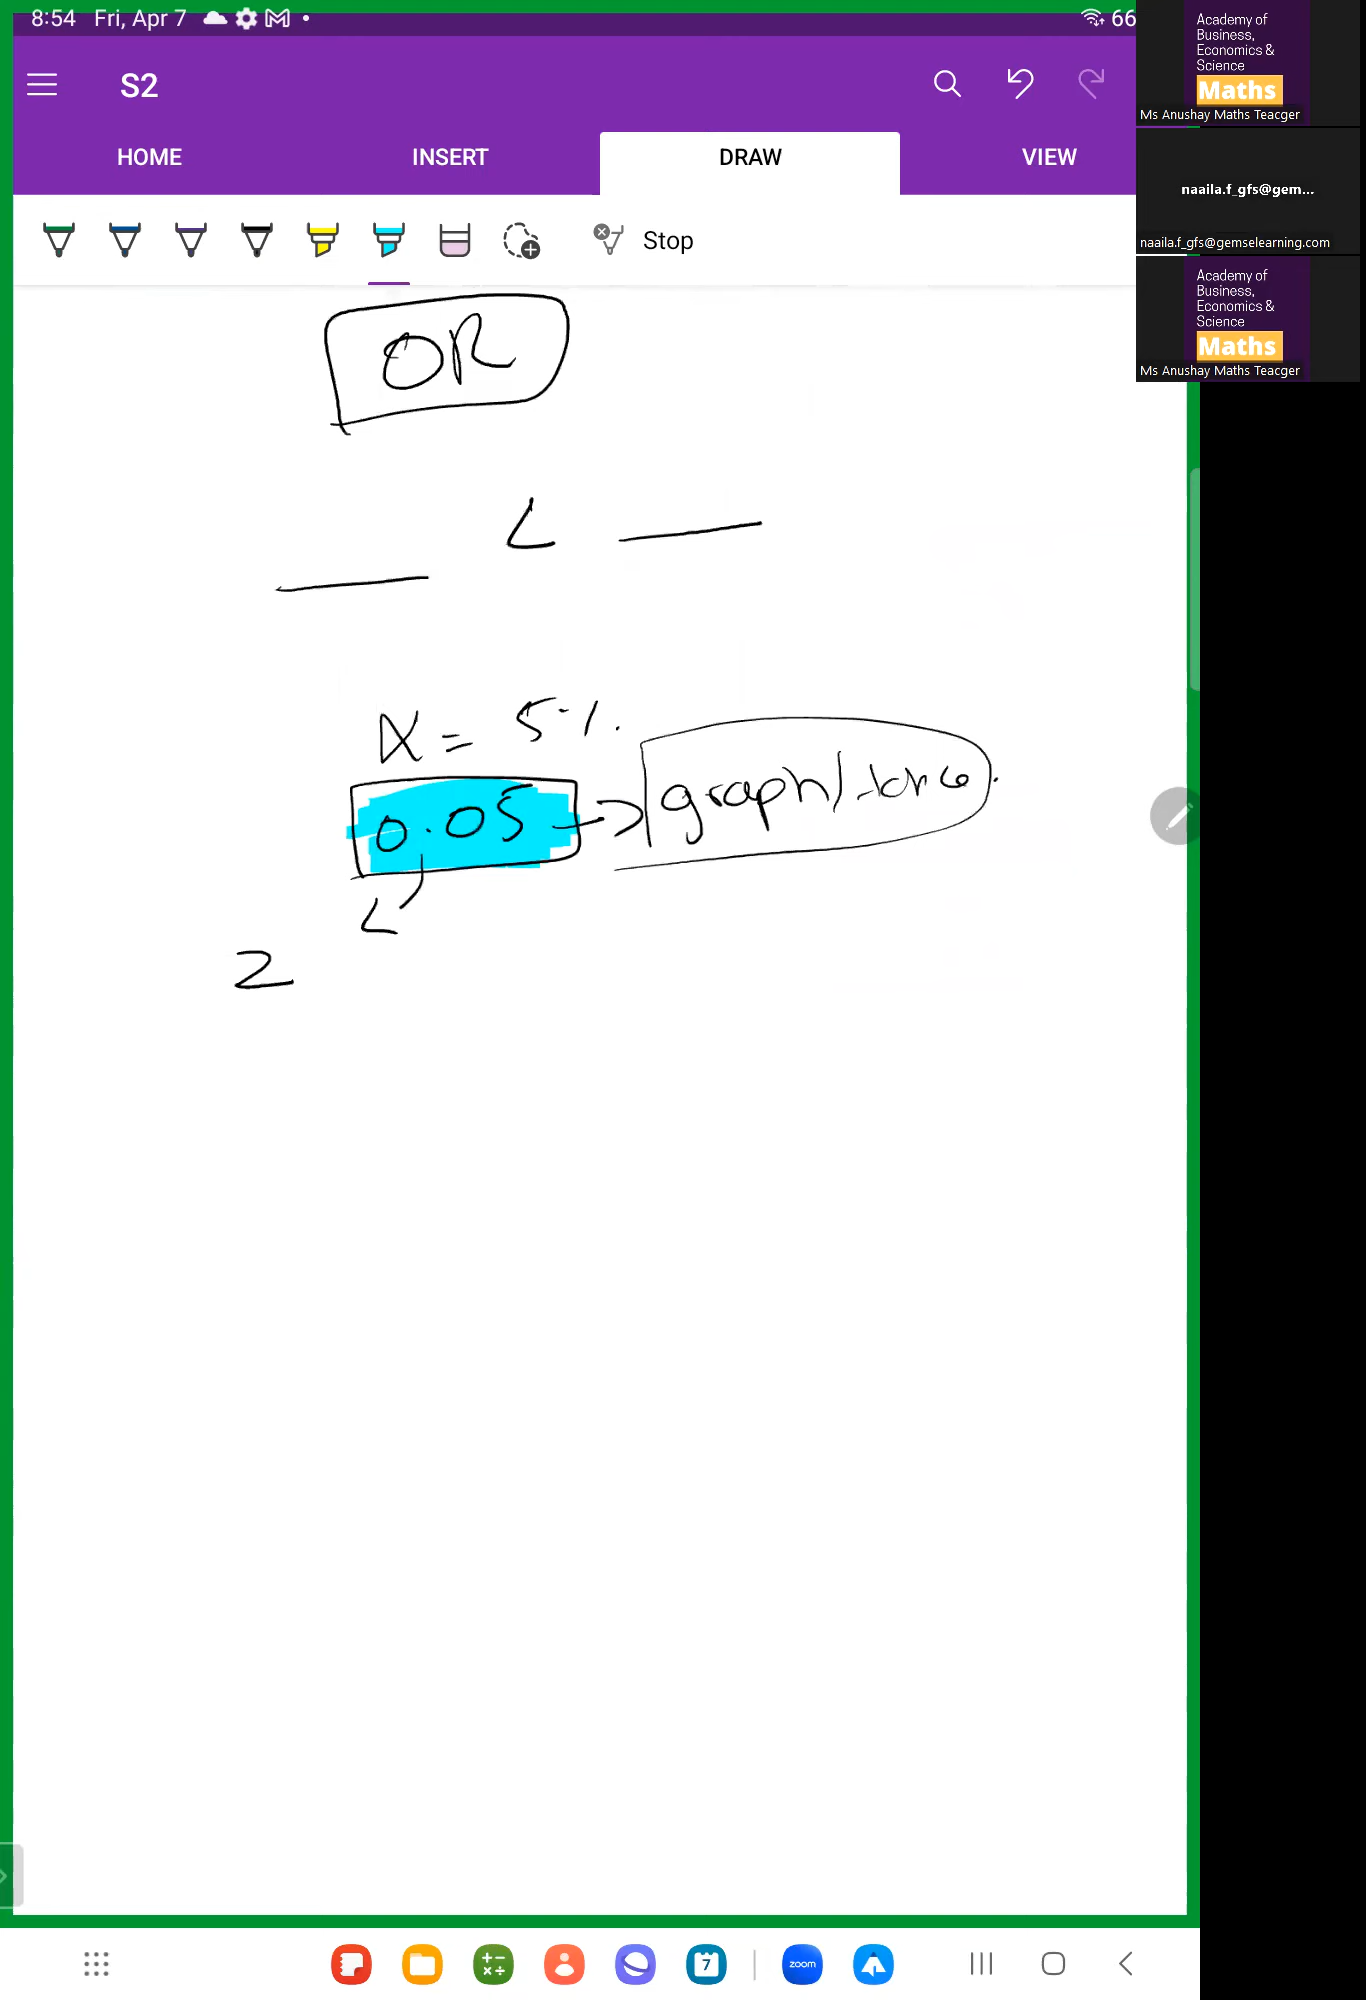 8:54 Fri, Apr 7
66
S2
HOME INSERT DRAW VIEW
Stop
Academy of
Business,
Economics &
Science
Maths
Ms Anushay Maths Teacger
naaila.f_gfs@gem...
naaila.f_gfs@gemselearning.com
Academy of
Business,
Economics &
Science
Maths
Ms Anushay Maths Teacger
OR
<
α = 5%.
0.05 → graph/
2
7
zoom